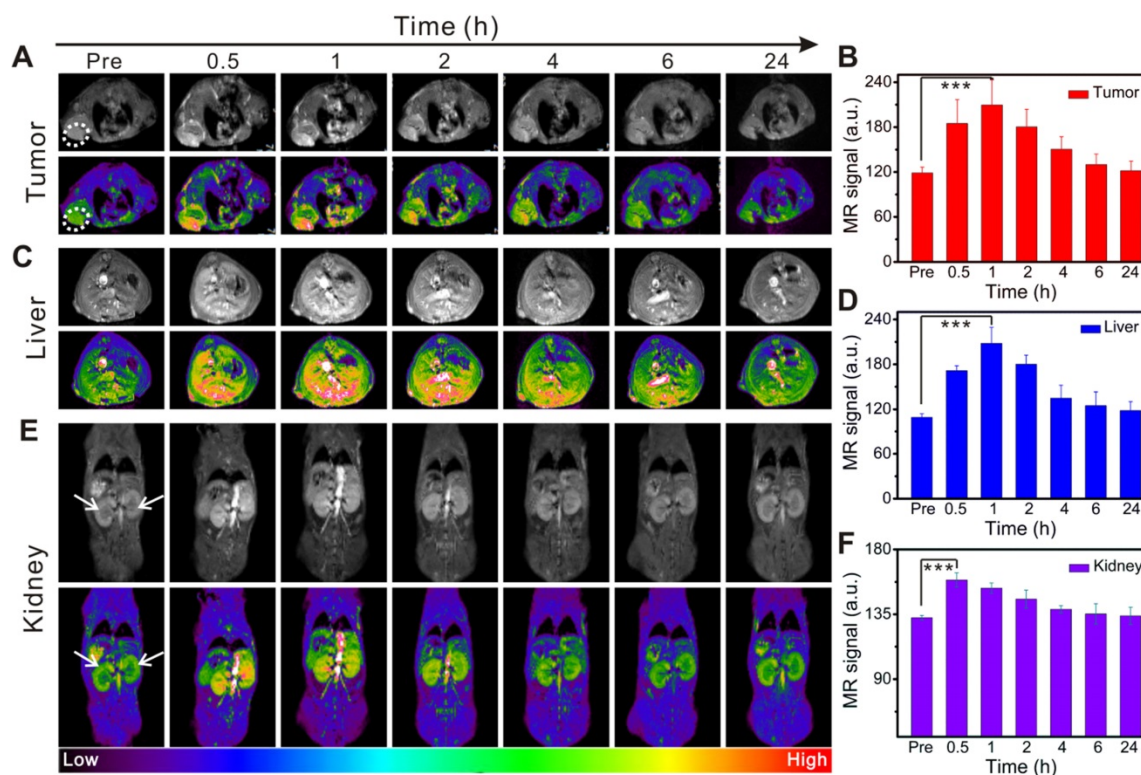 Time (h)
Pre 0.5 1 2 4 6 24
A
Tumor
C
Liver
E
Kidney
Low High
B
240
180
120
60
0
MR signal (a.u.)
***
Tumor
Pre 0.5 1 2 4 6 24
Time (h)
D
240
180
120
60
0
MR signal (a.u.)
***
Liver
Pre 0.5 1 2 4 6 24
Time (h)
F
180
135
90
MR signal (a.u.)
***
Kidney
Pre 0.5 1 2 4 6 24
Time (h)